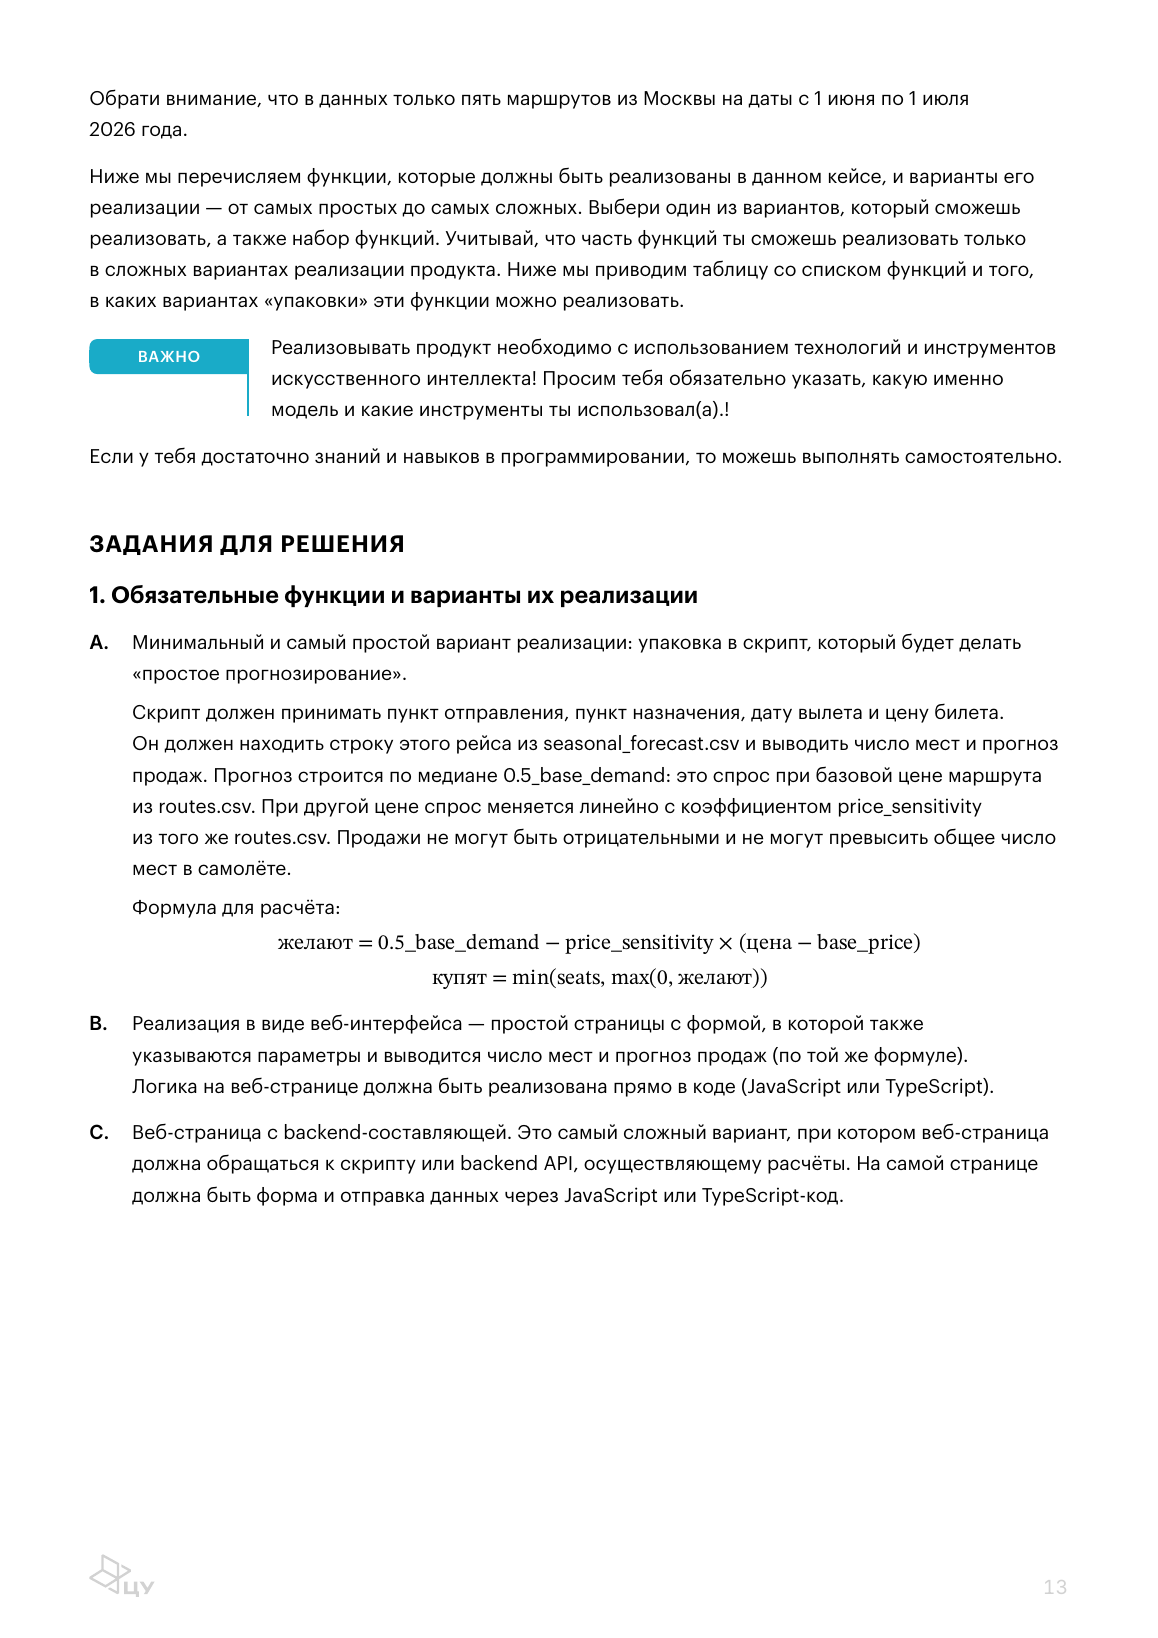 Обрати внимание, что в данных только пять маршрутов из Москвы на даты с 1 июня по 1 июля
2026 года.
Ниже мы перечисляем функции, которые должны быть реализованы в данном кейсе, и варианты его
реализации — от самых простых до самых сложных. Выбери один из вариантов, который сможешь
реализовать, а также набор функций. Учитывай, что часть функций ты сможешь реализовать только
в сложных вариантах реализации продукта. Ниже мы приводим таблицу со списком функций и того,
в каких вариантах «упаковки» эти функции можно реализовать.
ВАЖНО
Реализовывать продукт необходимо с использованием технологий и инструментов
искусственного интеллекта! Просим тебя обязательно указать, какую именно
модель и какие инструменты ты использовал(а).!
Если у тебя достаточно знаний и навыков в программировании, то можешь выполнять самостоятельно.
ЗАДАНИЯ ДЛЯ РЕШЕНИЯ
1. Обязательные функции и варианты их реализации
A. Минимальный и самый простой вариант реализации: упаковка в скрипт, который будет делать
«простое прогнозирование».
Скрипт должен принимать пункт отправления, пункт назначения, дату вылета и цену билета.
Он должен находить строку этого рейса из seasonal_forecast.csv и выводить число мест и прогноз
продаж. Прогноз строится по медиане 0.5_base_demand: это спрос при базовой цене маршрута
из routes.csv. При другой цене спрос меняется линейно с коэффициентом price_sensitivity
из того же routes.csv. Продажи не могут быть отрицательными и не могут превысить общее число
мест в самолёте.
Формула для расчёта:
желают = 0.5_base_demand − price_sensitivity × (цена − base_price)
купят = min(seats, max(0, желают))
B. Реализация в виде веб-интерфейса — простой страницы с формой, в которой также
указываются параметры и выводится число мест и прогноз продаж (по той же формуле).
Логика на веб-странице должна быть реализована прямо в коде (JavaScript или TypeScript).
C. Веб-страница с backend-составляющей. Это самый сложный вариант, при котором веб-страница
должна обращаться к скрипту или backend API, осуществляющему расчёты. На самой странице
должна быть форма и отправка данных через JavaScript или TypeScript-код.
ЦУ
13